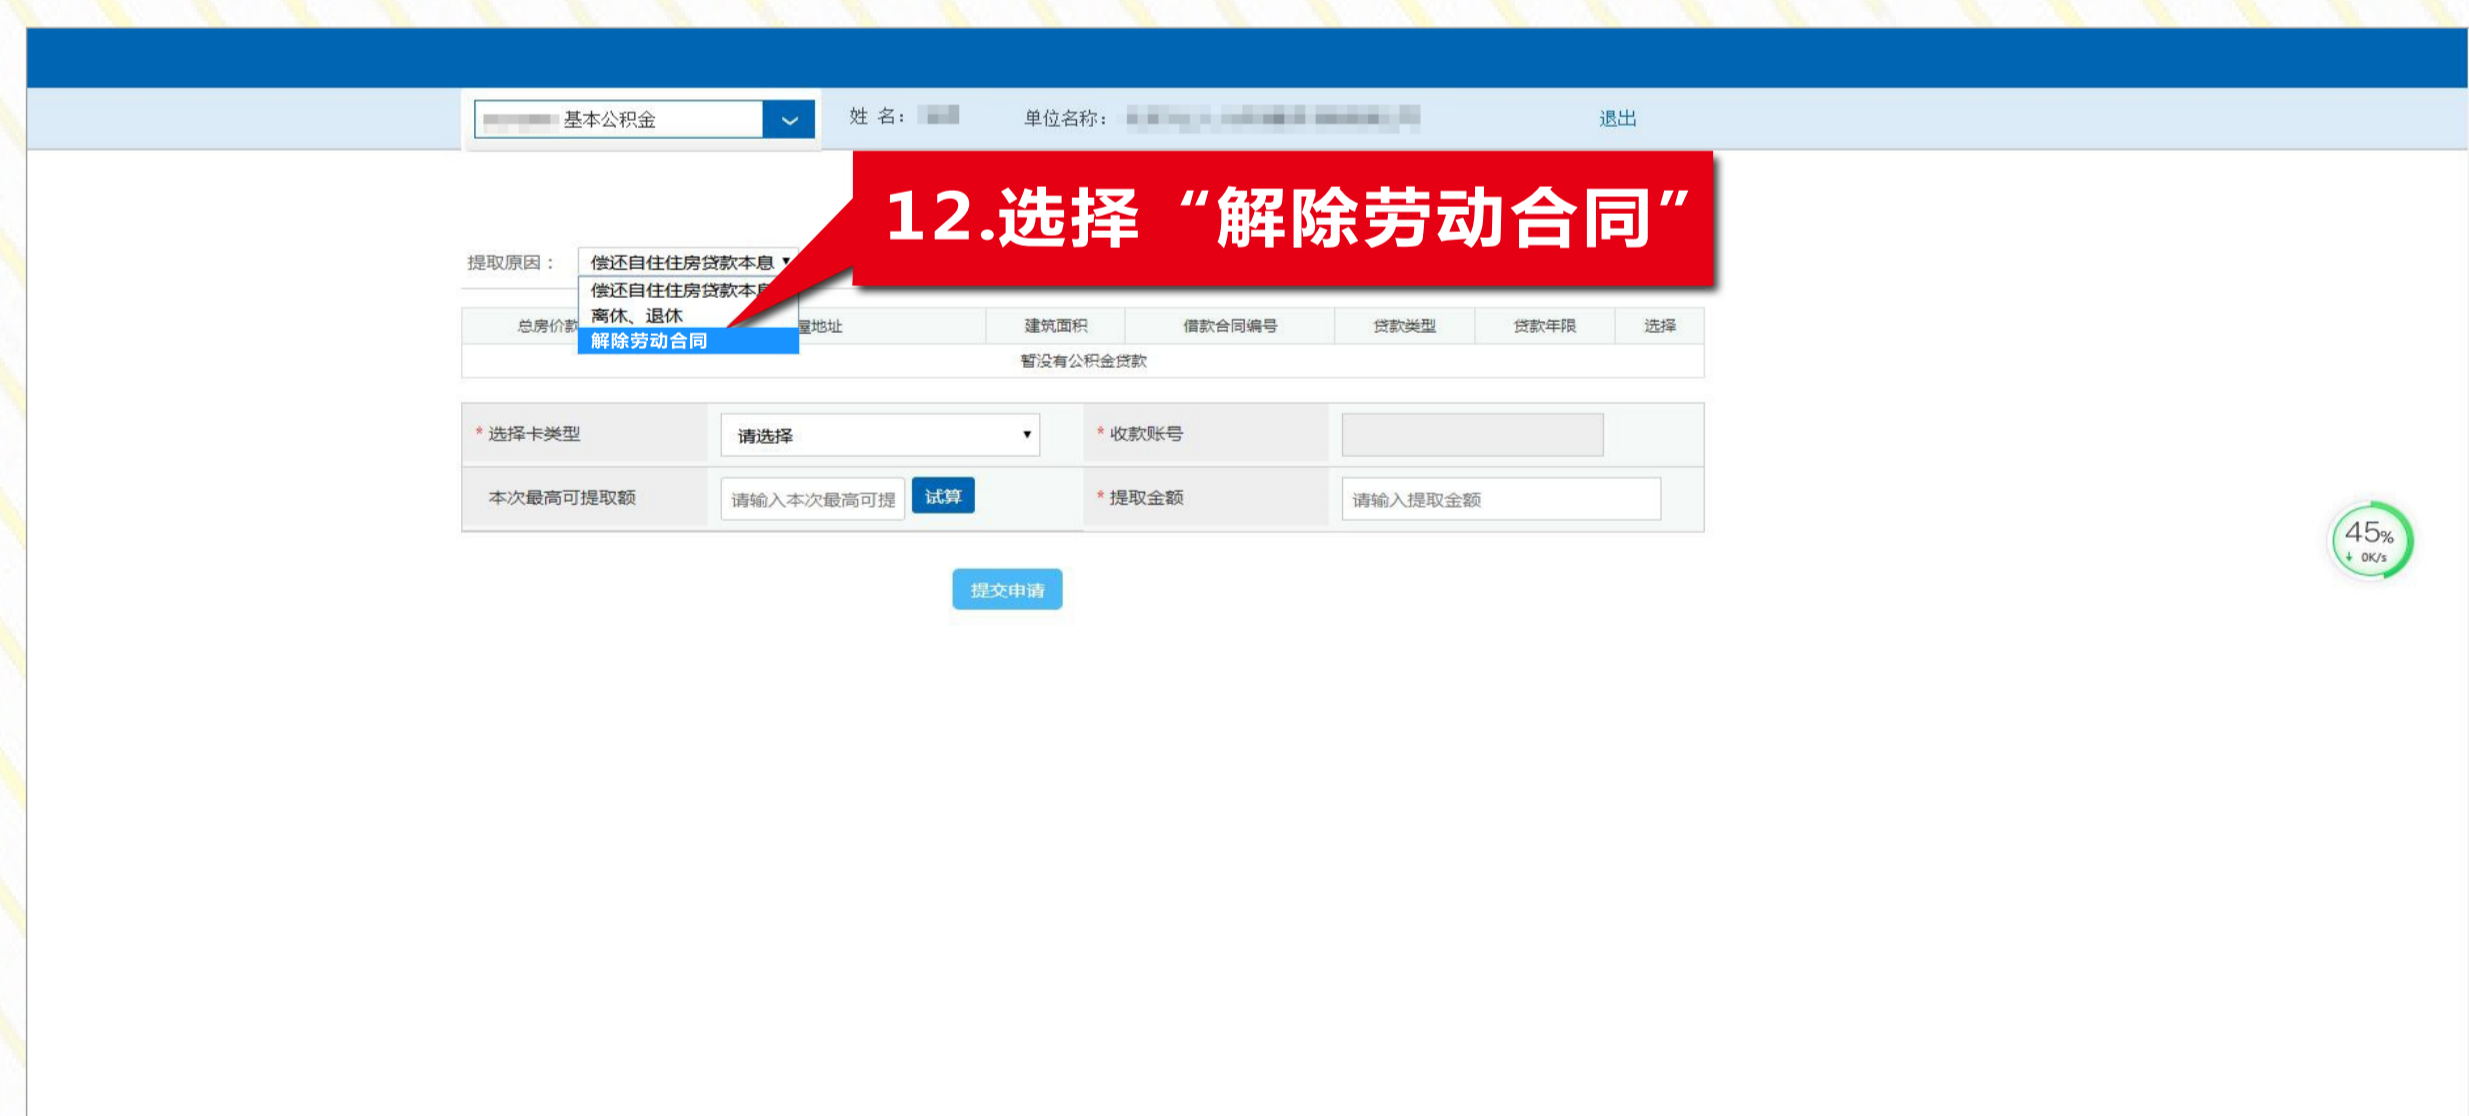 基本公积金
姓 名：
单位名称：
退出
12.选择“解除劳动合同”
提取原因：
偿还自住住房贷款本息
偿还自住住房贷款本息
离休、退休
解除劳动合同
总房价款 屋地址 建筑面积 借款合同编号 贷款类型 贷款年限 选择
暂没有公积金贷款
* 选择卡类型 请选择 * 收款账号
本次最高可提取额 请输入本次最高可提 试算 * 提取金额 请输入提取金额
提交申请
45%
0K/s